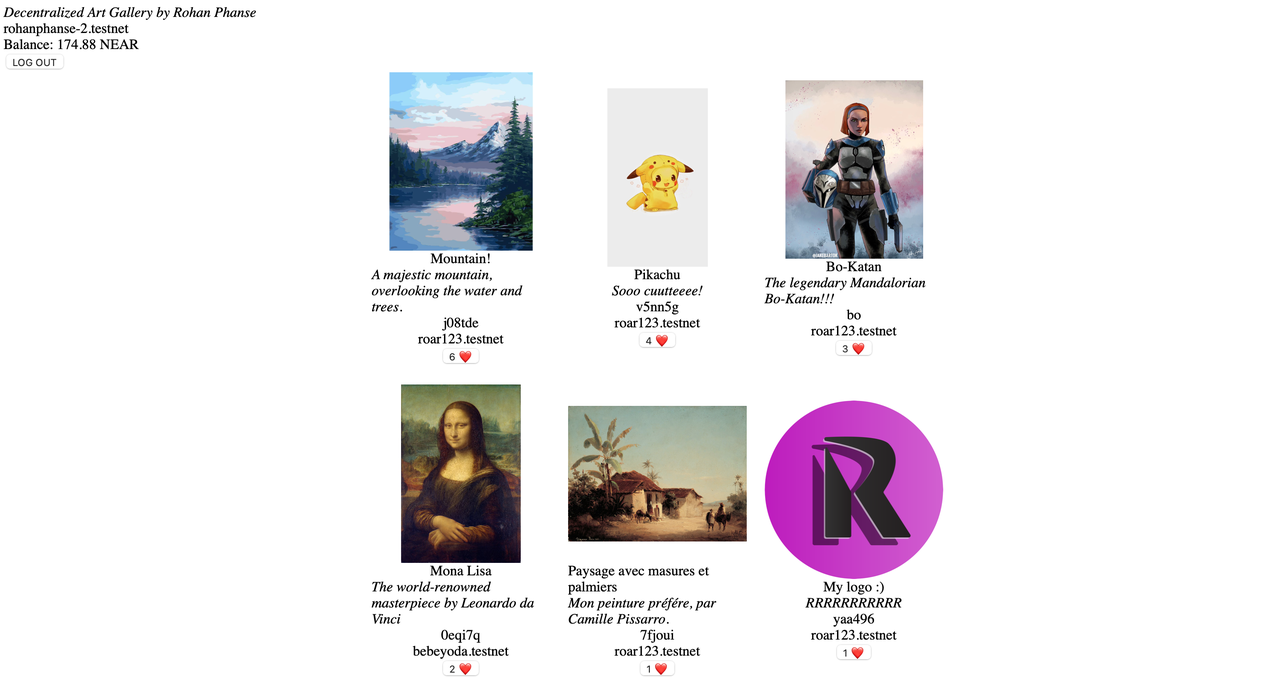 Decentralized Art Gallery by Rohan Phanse
rohanphanse-2.testnet
Balance: 174.88 NEAR
LOG OUT
Mountain!
A majestic mountain,
overlooking the water and
trees.
j08tde
roar123.testnet
6 ❤️
Pikachu
Sooo cuutteeee!
v5nn5g
roar123.testnet
4 ❤️
Bo-Katan
The legendary Mandalorian
Bo-Katan!!!
bo
roar123.testnet
3 ❤️
Mona Lisa
The world-renowned
masterpiece by Leonardo da
Vinci
0eqi7q
bebeyoda.testnet
2 ❤️
Paysage avec masures et
palmiers
Mon peinture préfére, par
Camille Pissarro.
7fjoui
roar123.testnet
1 ❤️
R
My logo :)
RRRRRRRRRRR
yaa496
roar123.testnet
1 ❤️